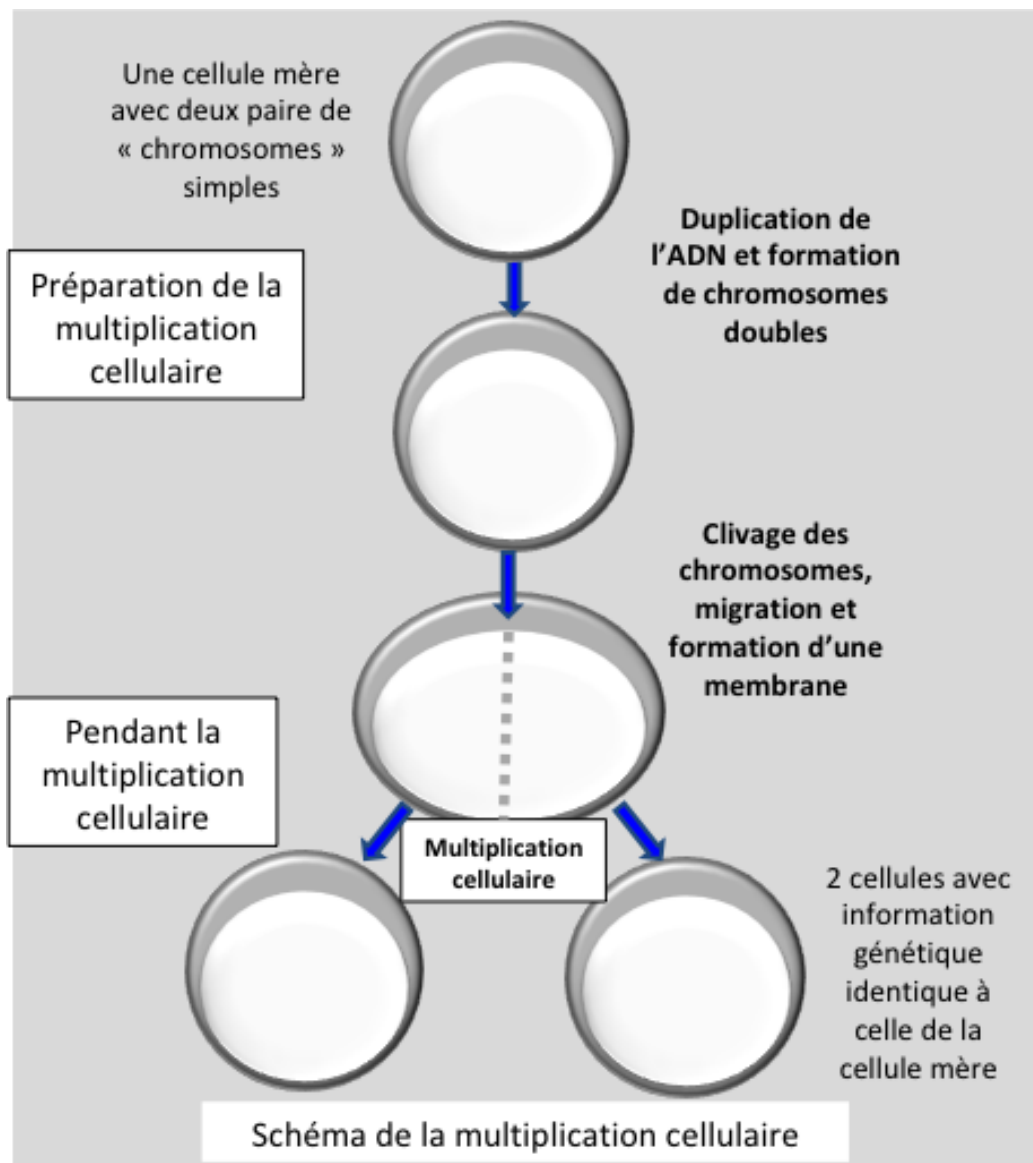 Une cellule mère
avec deux paire de
« chromosomes »
simples
Duplication de
l'ADN et formation
de chromosomes
doubles
Préparation de la
multiplication
cellulaire
Clivage des
chromosomes,
migration et
formation d'une
membrane
Pendant la
multiplication
cellulaire
Multiplication
cellulaire
2 cellules avec
information
génétique
identique à
celle de la
cellule mère
Schéma de la multiplication cellulaire